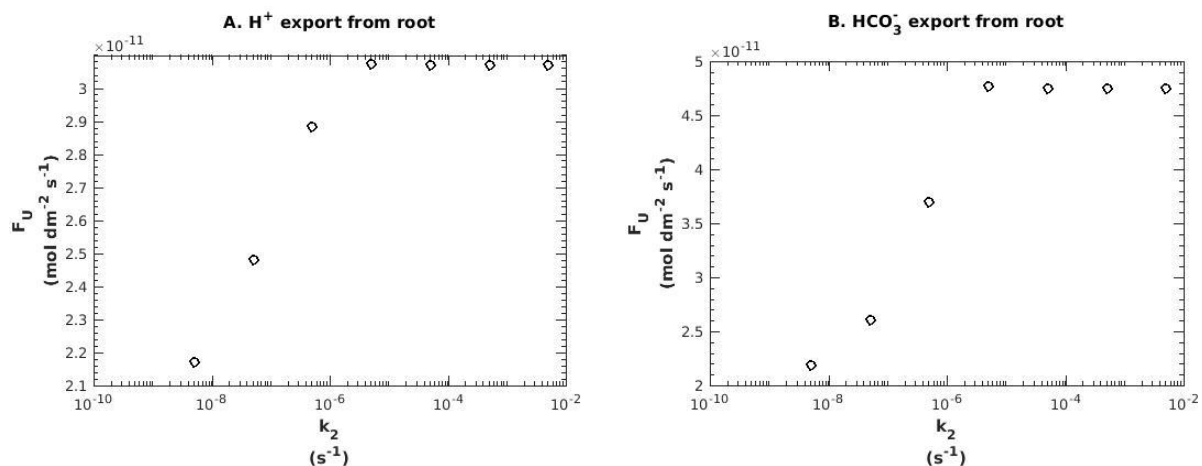 A. H⁺ export from root
×10⁻¹¹
3
2.9
2.8
2.7
2.6
2.5
2.4
2.3
2.2
2.1
F_U
(mol dm⁻² s⁻¹)
10⁻¹⁰ 10⁻⁸ 10⁻⁶ 10⁻⁴ 10⁻²
k₂
(s⁻¹)
B. HCO₃⁻ export from root
×10⁻¹¹
5
4.5
4
3.5
3
2.5
2
F_U
(mol dm⁻² s⁻¹)
10⁻¹⁰ 10⁻⁸ 10⁻⁶ 10⁻⁴ 10⁻²
k₂
(s⁻¹)